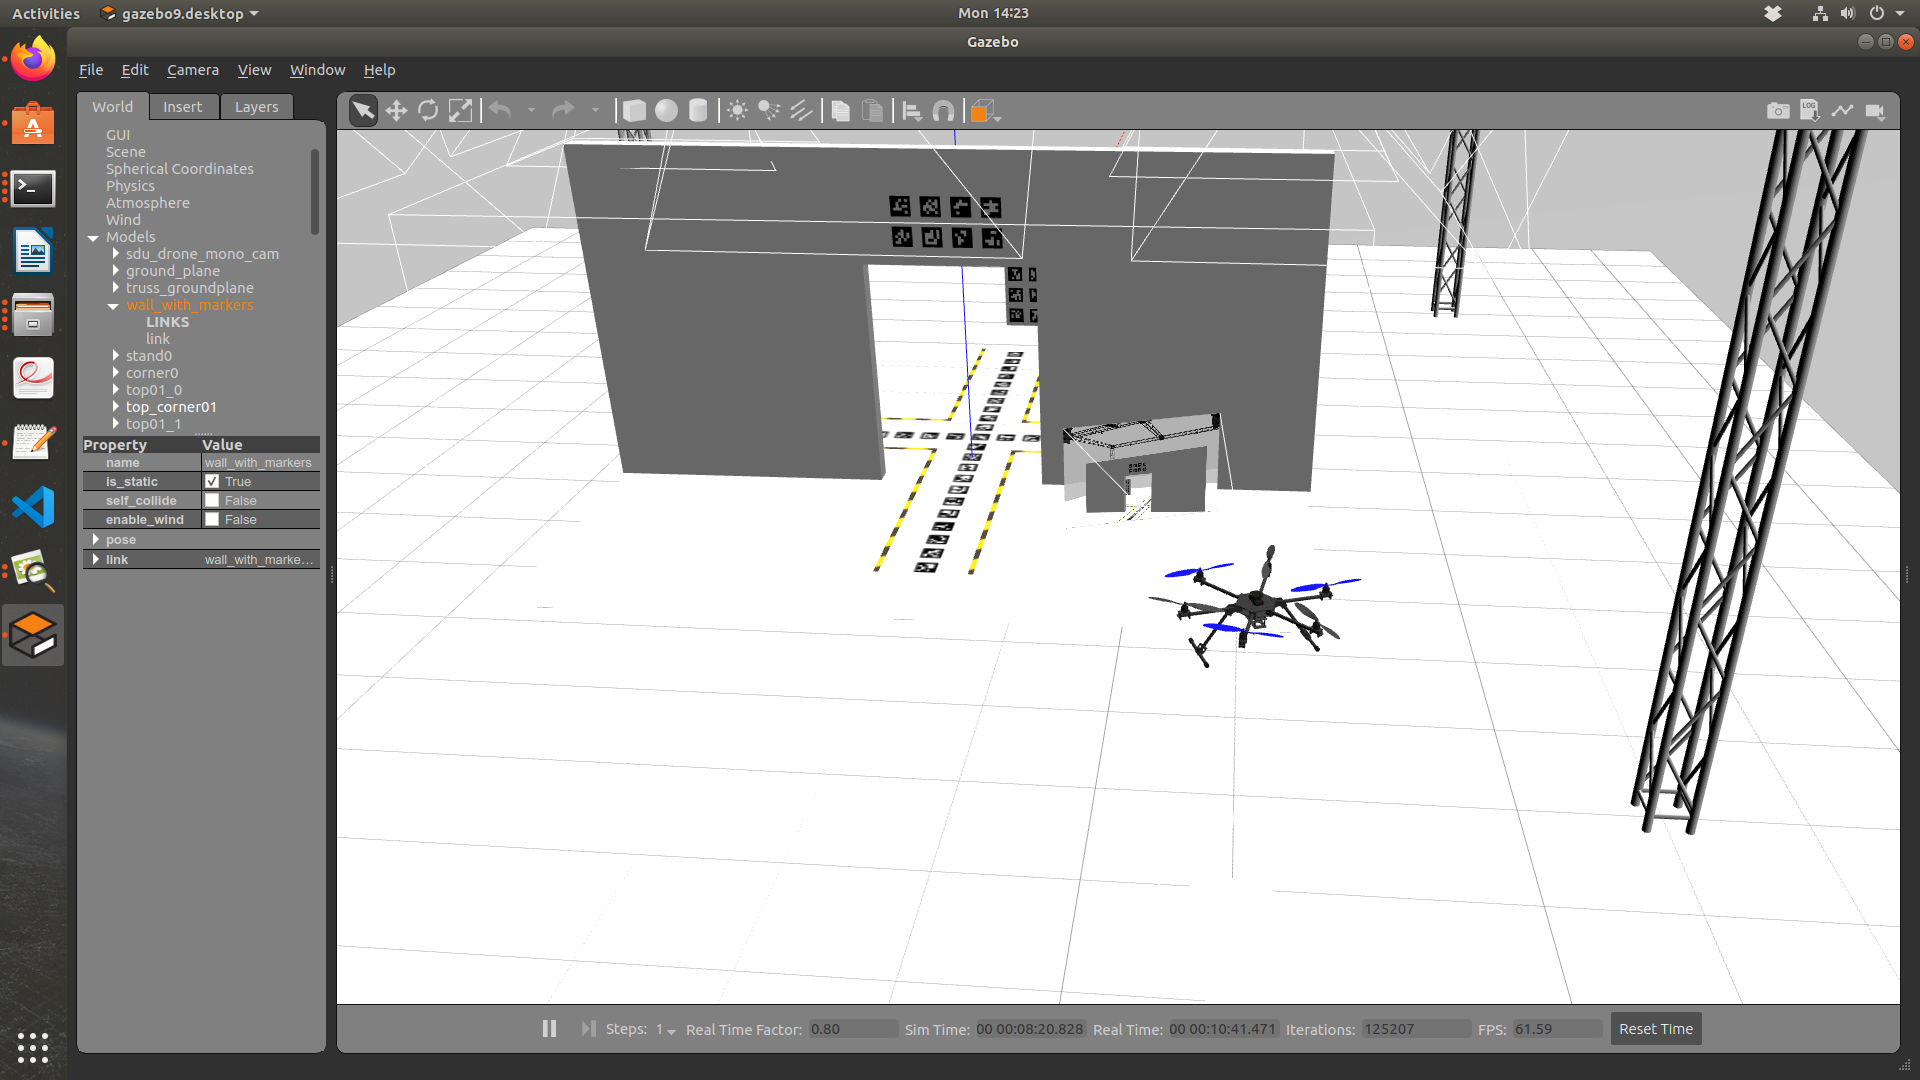 Activities gazebo9.desktop Mon 14:23
Gazebo
File Edit Camera View Window Help
World Insert Layers
LOG
GUI
Scene
Spherical Coordinates
Physics
Atmosphere
Wind
Models
sdu_drone_mono_cam
ground_plane
truss_groundplane
wall_with_markers
LINKS
link
stand0
corner0
top01_0
top_corner01
top01_1
Property Value
name wall_with_markers
is_static True
self_collide False
enable_wind False
pose
link wall_with_marke...
Steps: 1 Real Time Factor: 0.80 Sim Time: 00 00:08:20.828 Real Time: 00 00:10:41.471 Iterations: 125207 FPS: 61.59 Reset Time